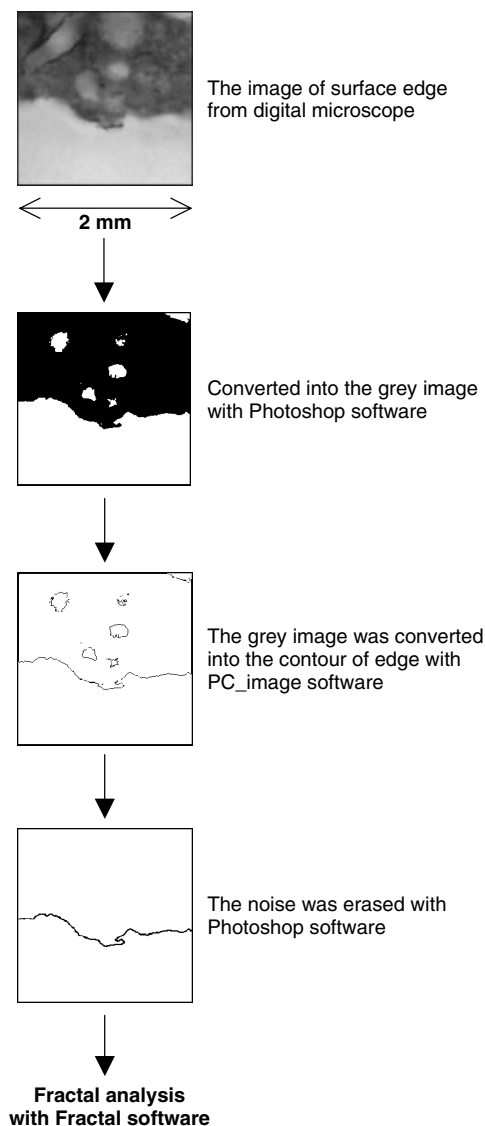 The image of surface edge
from digital microscope
2 mm
Converted into the grey image
with Photoshop software
The grey image was converted
into the contour of edge with
PC_image software
The noise was erased with
Photoshop software
Fractal analysis
with Fractal software